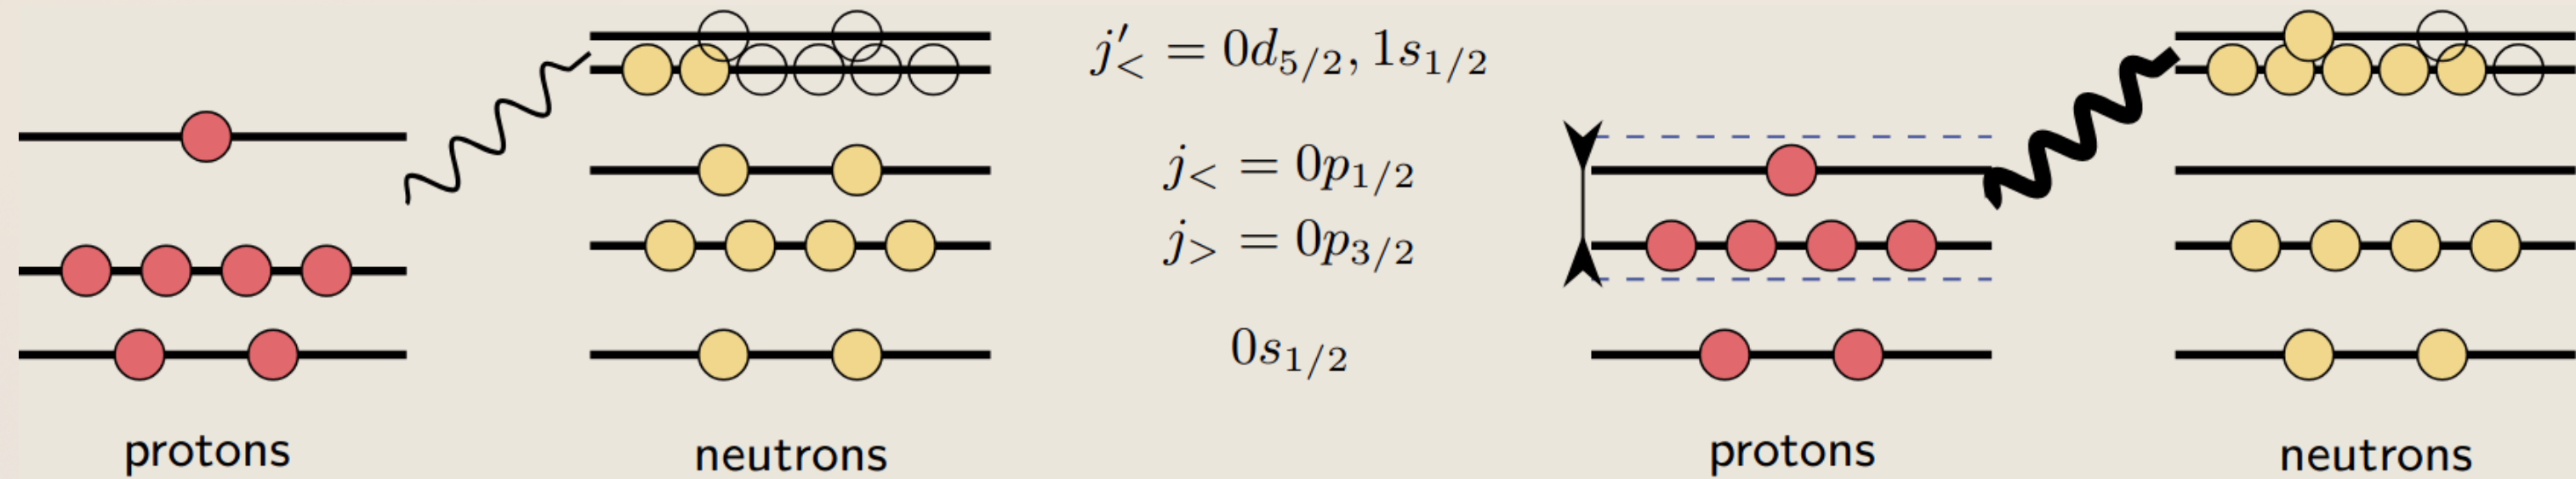 j′_< = 0d_{5/2}, 1s_{1/2}
j_< = 0p_{1/2}
j_> = 0p_{3/2}
0s_{1/2}
protons
neutrons
protons
neutrons